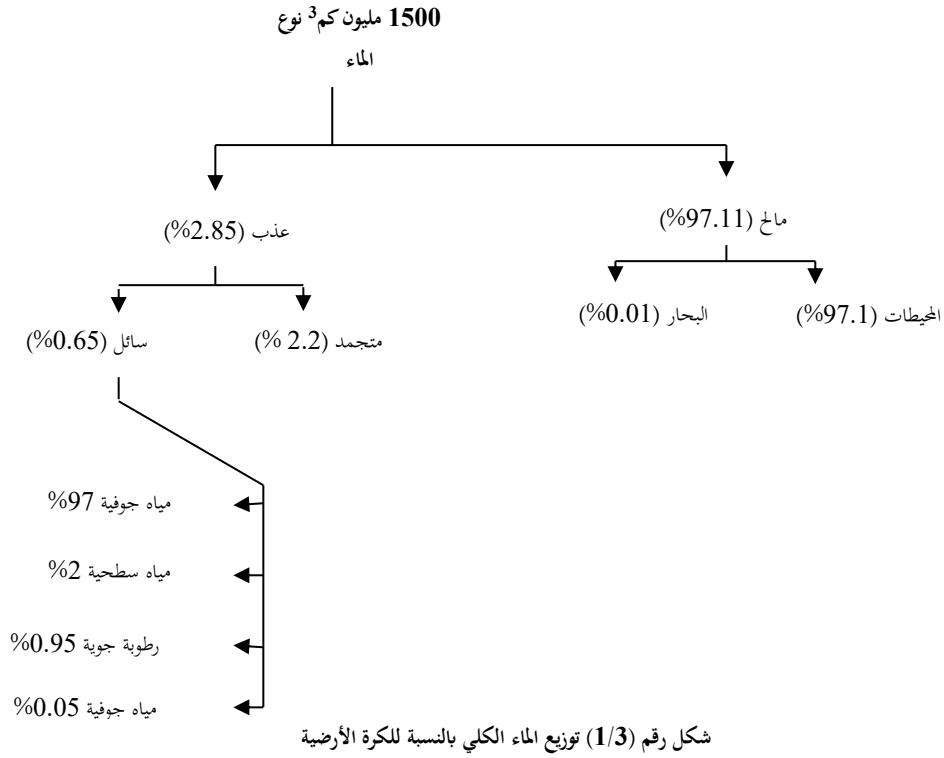 1500 مليون كم³ نوع
الماء
مالح (97.11%)
عذب (2.85%)
المحيطات (97.1%)
البحار (0.01%)
متجمد (2.2 %)
سائل (0.65%)
مياه جوفية 97%
مياه سطحية 2%
رطوبة جوية 0.95%
مياه جوفية 0.05%
شكل رقم (1/3) توزيع الماء الكلي بالنسبة للكرة الأرضية